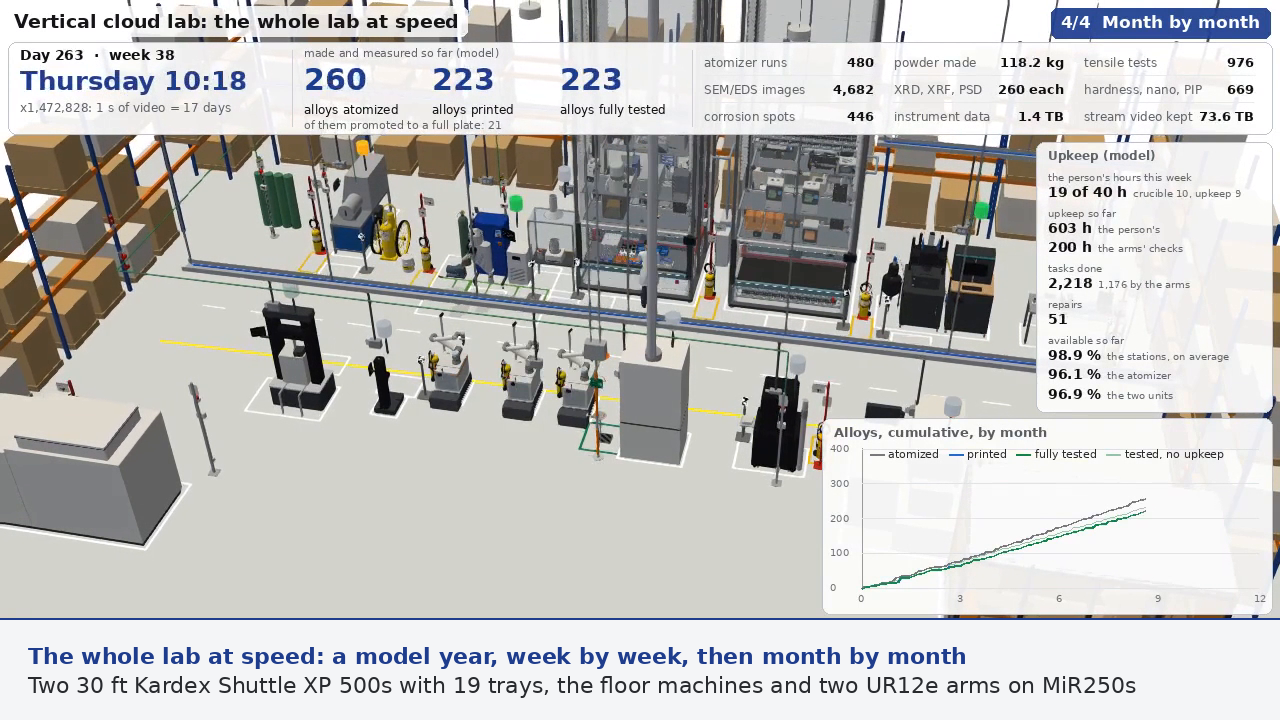 Vertical cloud lab: the whole lab at speed
4/4 Month by month
Day 263 · week 38
Thursday 10:18
x1,472,828: 1 s of video = 17 days
made and measured so far (model)
260 223 223
alloys atomized alloys printed alloys fully tested
of them promoted to a full plate: 21
atomizer runs 480 powder made 118.2 kg tensile tests 976
SEM/EDS images 4,682 XRD, XRF, PSD 260 each hardness, nano, PIP 669
corrosion spots 446 instrument data 1.4 TB stream video kept 73.6 TB
Upkeep (model)
the person's hours this week
19 of 40 h crucible 10, upkeep 9
upkeep so far
603 h the person's
200 h the arms' checks
tasks done
2,218 1,176 by the arms
repairs
51
available so far
98.9 % the stations, on average
96.1 % the atomizer
96.9 % the two units
Alloys, cumulative, by month
atomized printed fully tested tested, no upkeep
400
300
200
100
0
0 3 6 9 12
The whole lab at speed: a model year, week by week, then month by month
Two 30 ft Kardex Shuttle XP 500s with 19 trays, the floor machines and two UR12e arms on MiR250s